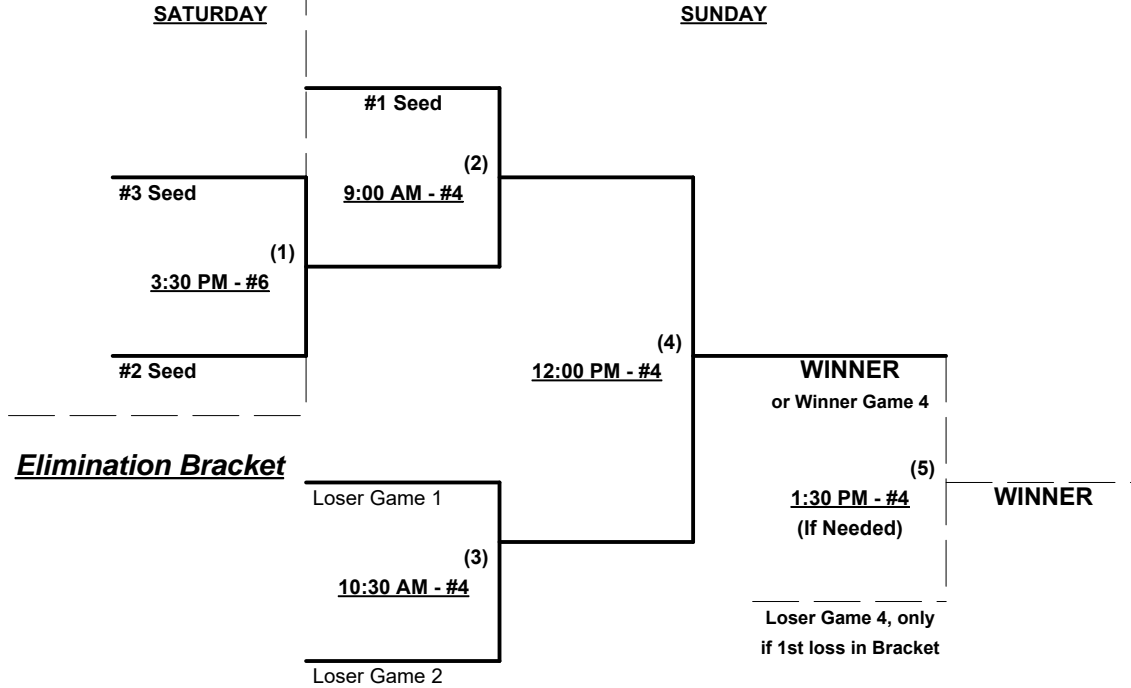 SATURDAY
SUNDAY
#1 Seed
(2)
9:00 AM - #4
#3 Seed
(1)
3:30 PM - #6
#2 Seed
(4)
12:00 PM - #4
WINNER
or Winner Game 4
Elimination Bracket
Loser Game 1
(3)
10:30 AM - #4
Loser Game 2
(5)
1:30 PM - #4
(If Needed)
WINNER
Loser Game 4, only
if 1st loss in Bracket